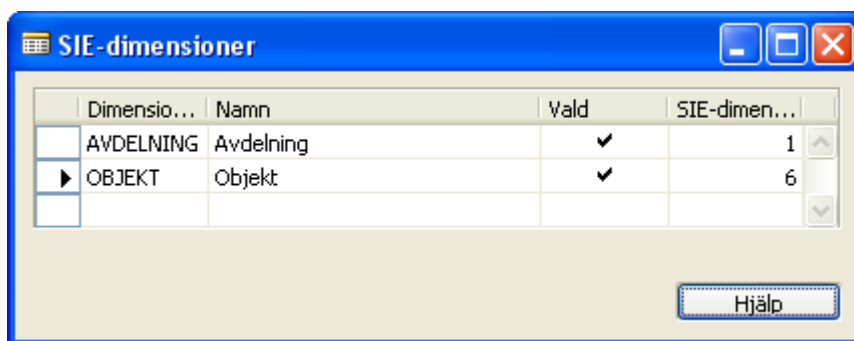 SIE-dimensioner
Dimensio... Namn Vald SIE-dimen...
AVDELNING Avdelning ✔ 1
OBJEKT Objekt ✔ 6
Hjälp